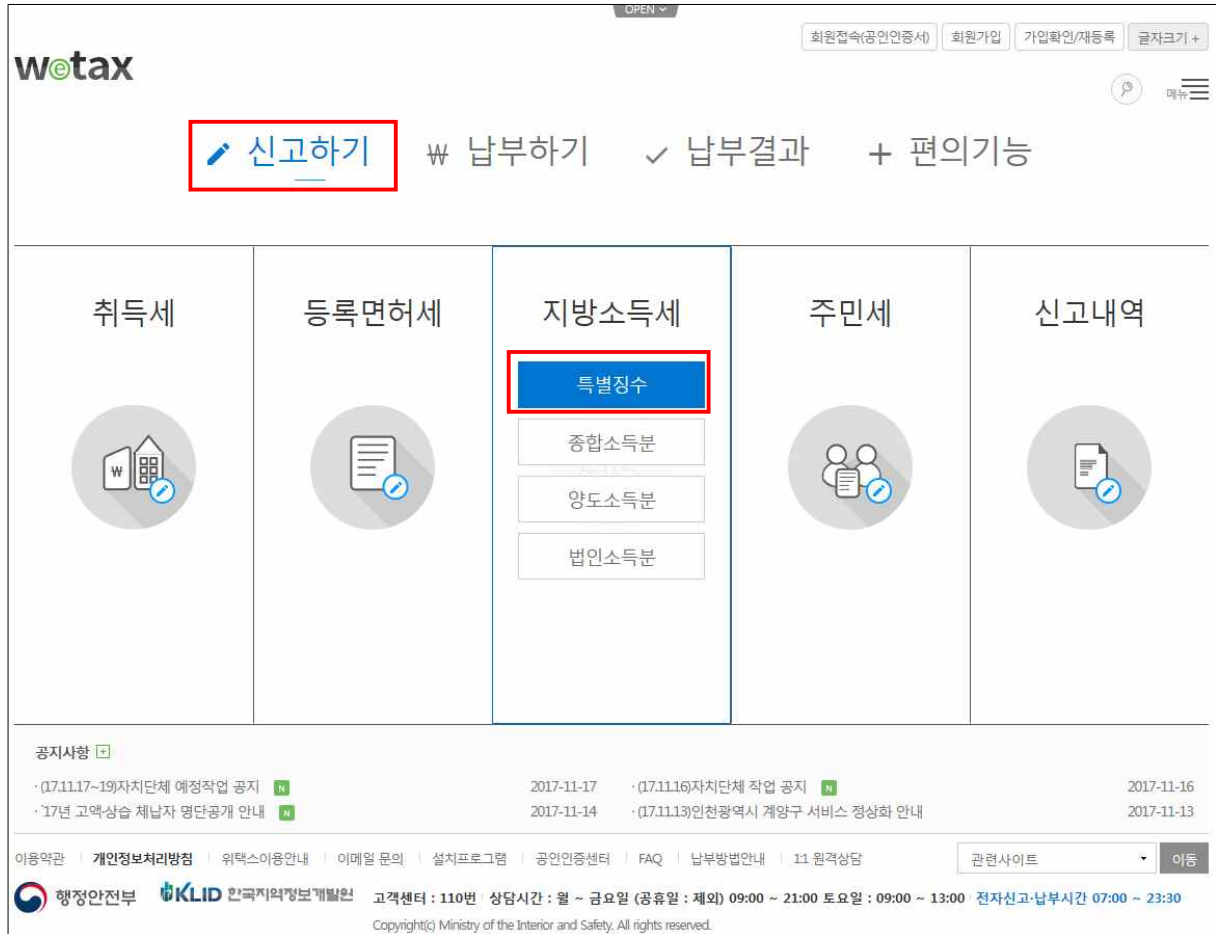 OPEN
회원접속(공인인증서) 회원가입 가입확인/재등록 글자크기 +
wetax
메뉴
신고하기 ₩ 납부하기 납부결과 + 편의기능
취득세 등록면허세 지방소득세 주민세 신고내역
특별징수
종합소득분
₩
양도소득분
법인소득분
공지사항 +
·(17.11.17~19)자치단체 예정작업 공지 N 2017-11-17 ·(17.11.16)자치단체 작업 공지 N 2017-11-16
·'17년 고액·상습 체납자 명단공개 안내 N 2017-11-14 ·(17.11.13)인천광역시 계양구 서비스 정상화 안내 2017-11-13
이용약관 개인정보처리방침 위택스이용안내 이메일 문의 설치프로그램 공인인증센터 FAQ 납부방법안내 1:1 원격상담 관련사이트 이동
행정안전부 KLID 한국지역정보개발원 고객센터 : 110번 상담시간 : 월 ~ 금요일 (공휴일 : 제외) 09:00 ~ 21:00 토요일 : 09:00 ~ 13:00 전자신고·납부시간 07:00 ~ 23:30
Copyright(c) Ministry of the Interior and Safety. All rights reserved.